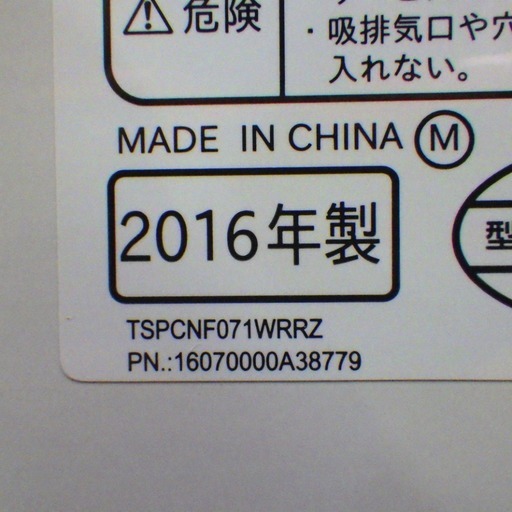 危険
・吸排気口や穴
入れない。
MADE IN CHINA Ⓜ
2016年製
型
TSPCNF071WRRZ
PN.:16070000A38779